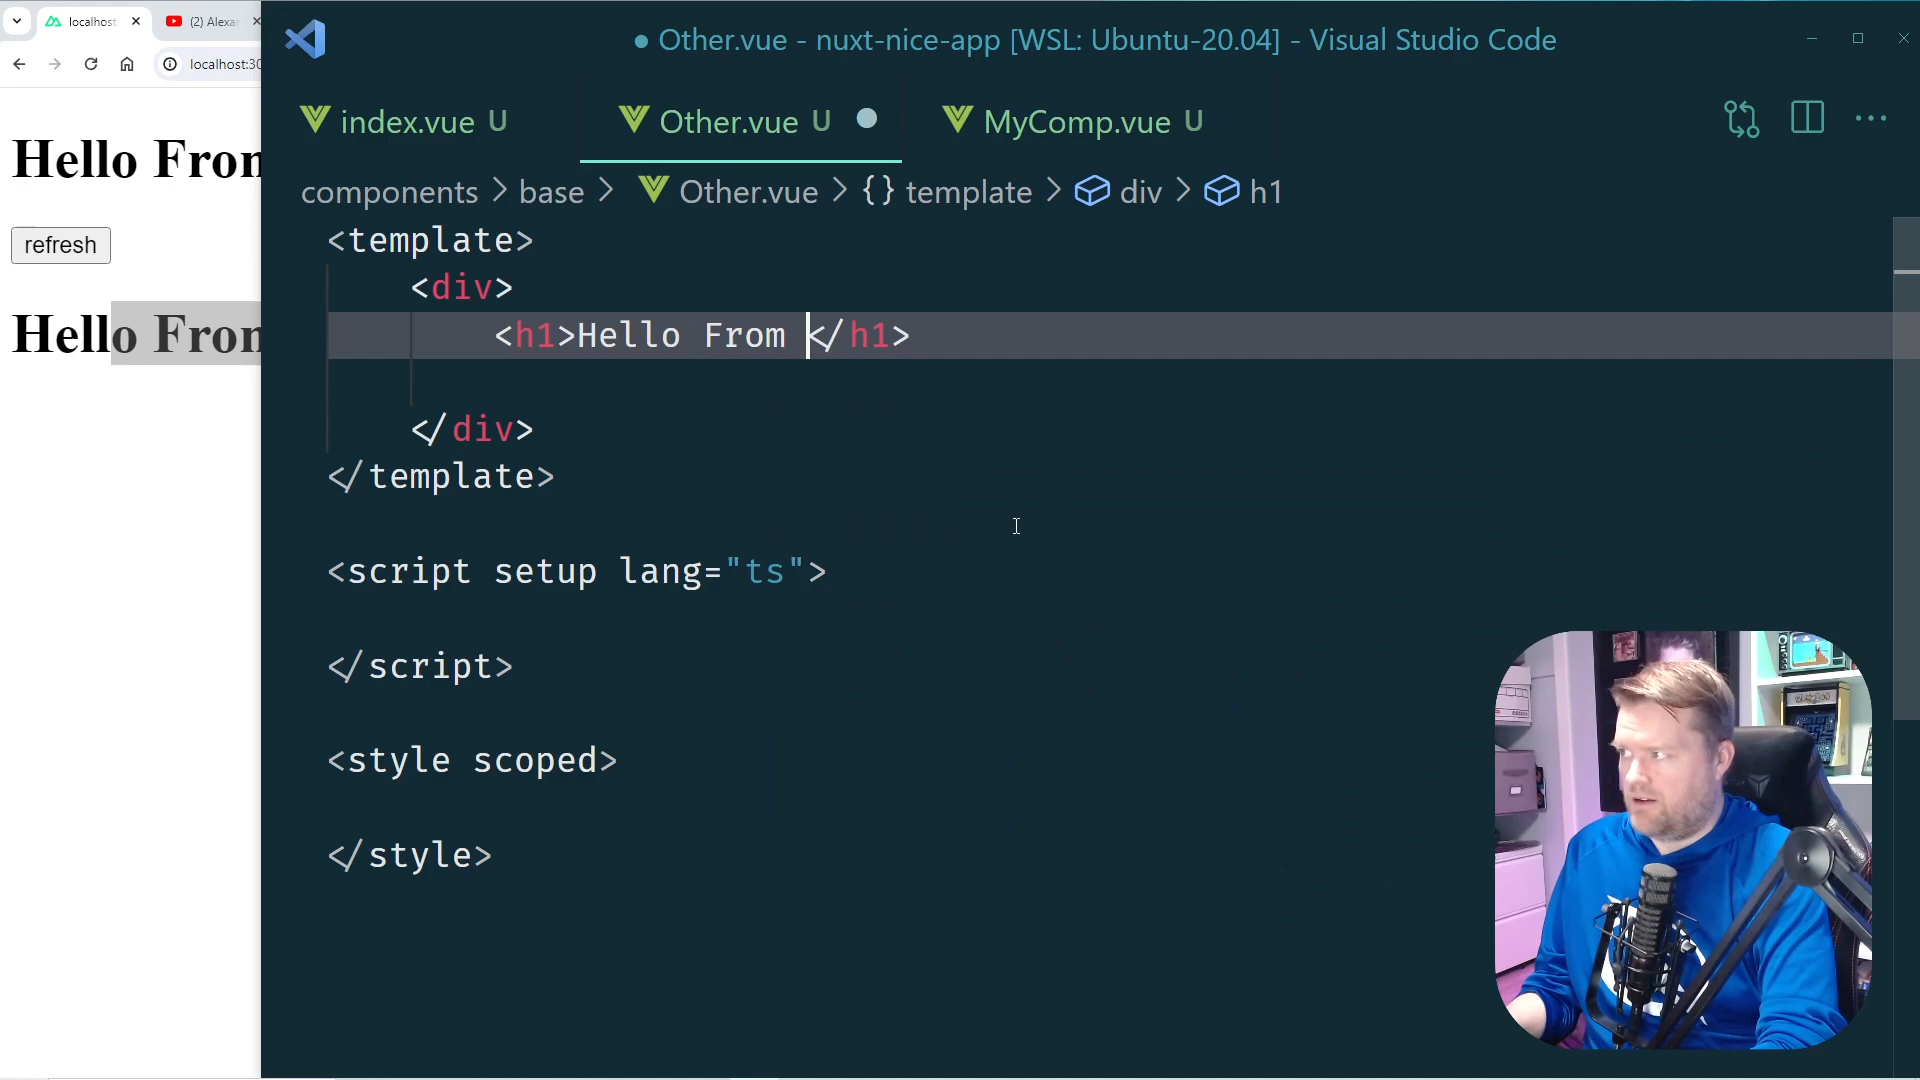 localhost:
(2) Alexa
localhost:30
Hello From
refresh
Hello From
Other.vue - nuxt-nice-app [WSL: Ubuntu-20.04] - Visual Studio Code
index.vue U
Other.vue U
MyComp.vue U
components > base > Other.vue > {} template > div > h1
<template>
<div>
<h1>Hello From </h1>
</div>
</template>
<script setup lang="ts">
</script>
<style scoped>
</style>